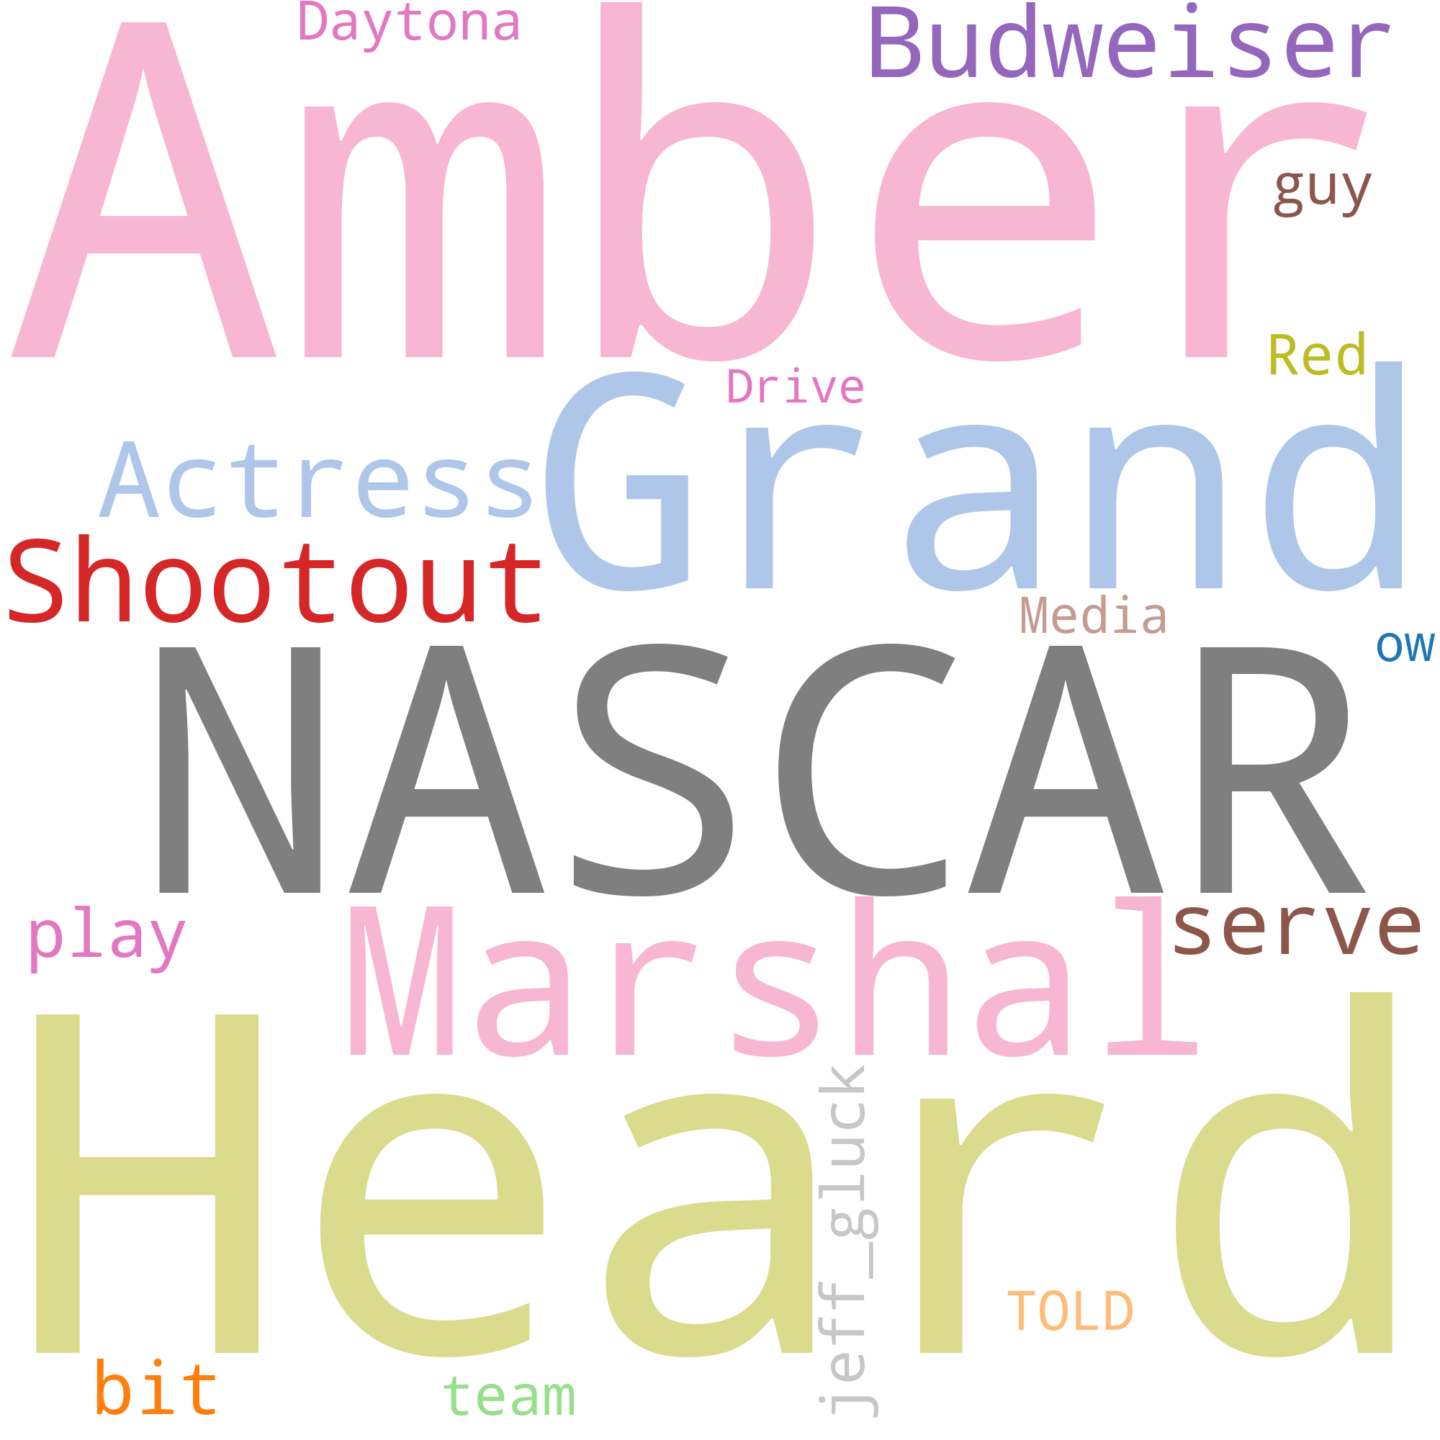 Daytona
Budweiser
Amber
guy
Red
Drive
Grand
Actress
Shootout
Media
ow
NASCAR
play
Marshal
serve
Heard
jeff_gluck
TOLD
bit
team